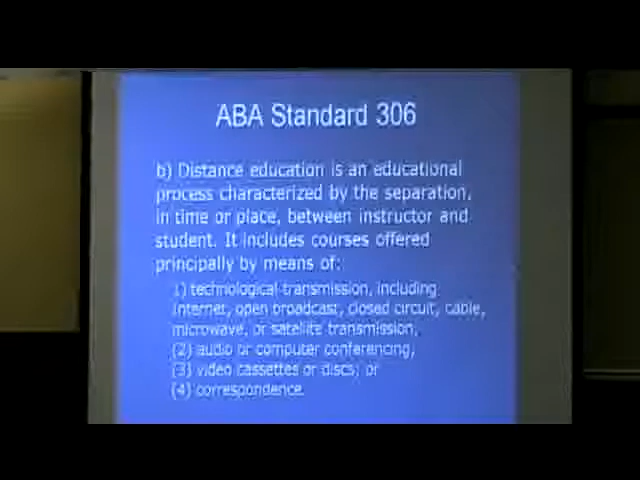 ABA Standard 306
b) Distance education is an educational
process characterized by the separation,
in time or place, between instructor and
student. It includes courses offered
principally by means of:
1) technological transmission, including
Internet, open broadcast, closed circuit, cable,
microwave, or satellite transmission,
(2) audio or computer conferencing,
(3) video cassettes or discs; or
(4) correspondence.